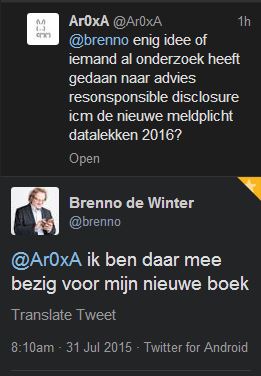 Ar0xA @Ar0xA 1h
@brenno enig idee of
iemand al onderzoek heeft
gedaan naar advies
resonsponsible disclosure
icm de nieuwe meldplicht
datalekken 2016?
Open
Brenno de Winter
@brenno
@Ar0xA ik ben daar mee
bezig voor mijn nieuwe boek
Translate Tweet
8:10am · 31 Jul 2015 · Twitter for Android